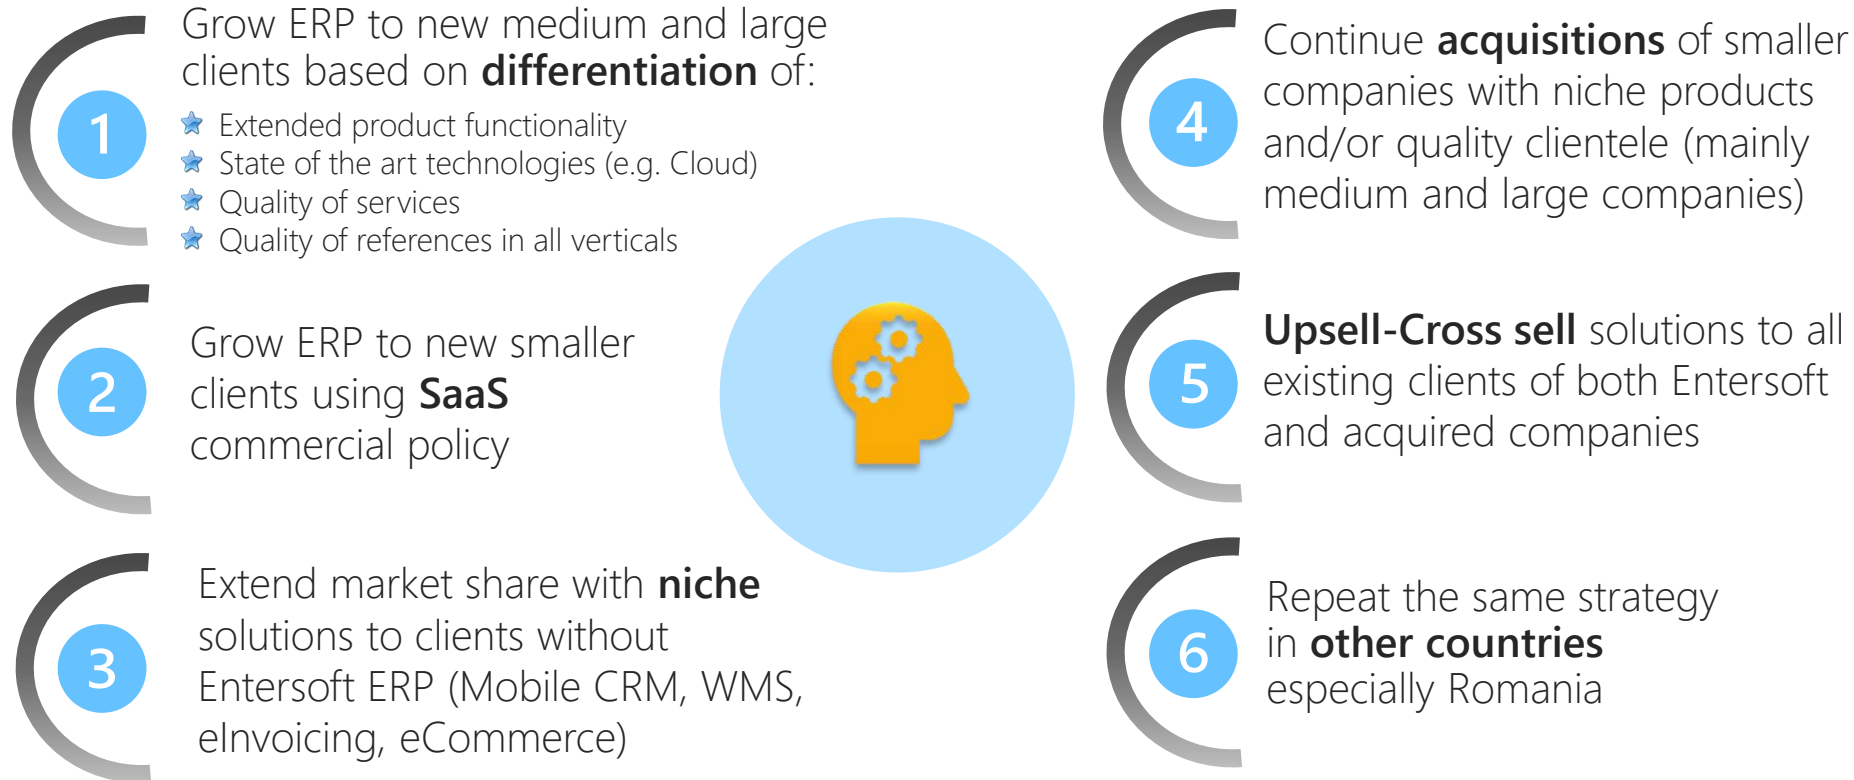 1
Grow ERP to new medium and large
clients based on differentiation of:
Extended product functionality
State of the art technologies (e.g. Cloud)
Quality of services
Quality of references in all verticals
2
Grow ERP to new smaller
clients using SaaS
commercial policy
3
Extend market share with niche
solutions to clients without
Entersoft ERP (Mobile CRM, WMS,
eInvoicing, eCommerce)
4
Continue acquisitions of smaller
companies with niche products
and/or quality clientele (mainly
medium and large companies)
5
Upsell-Cross sell solutions to all
existing clients of both Entersoft
and acquired companies
6
Repeat the same strategy
in other countries
especially Romania